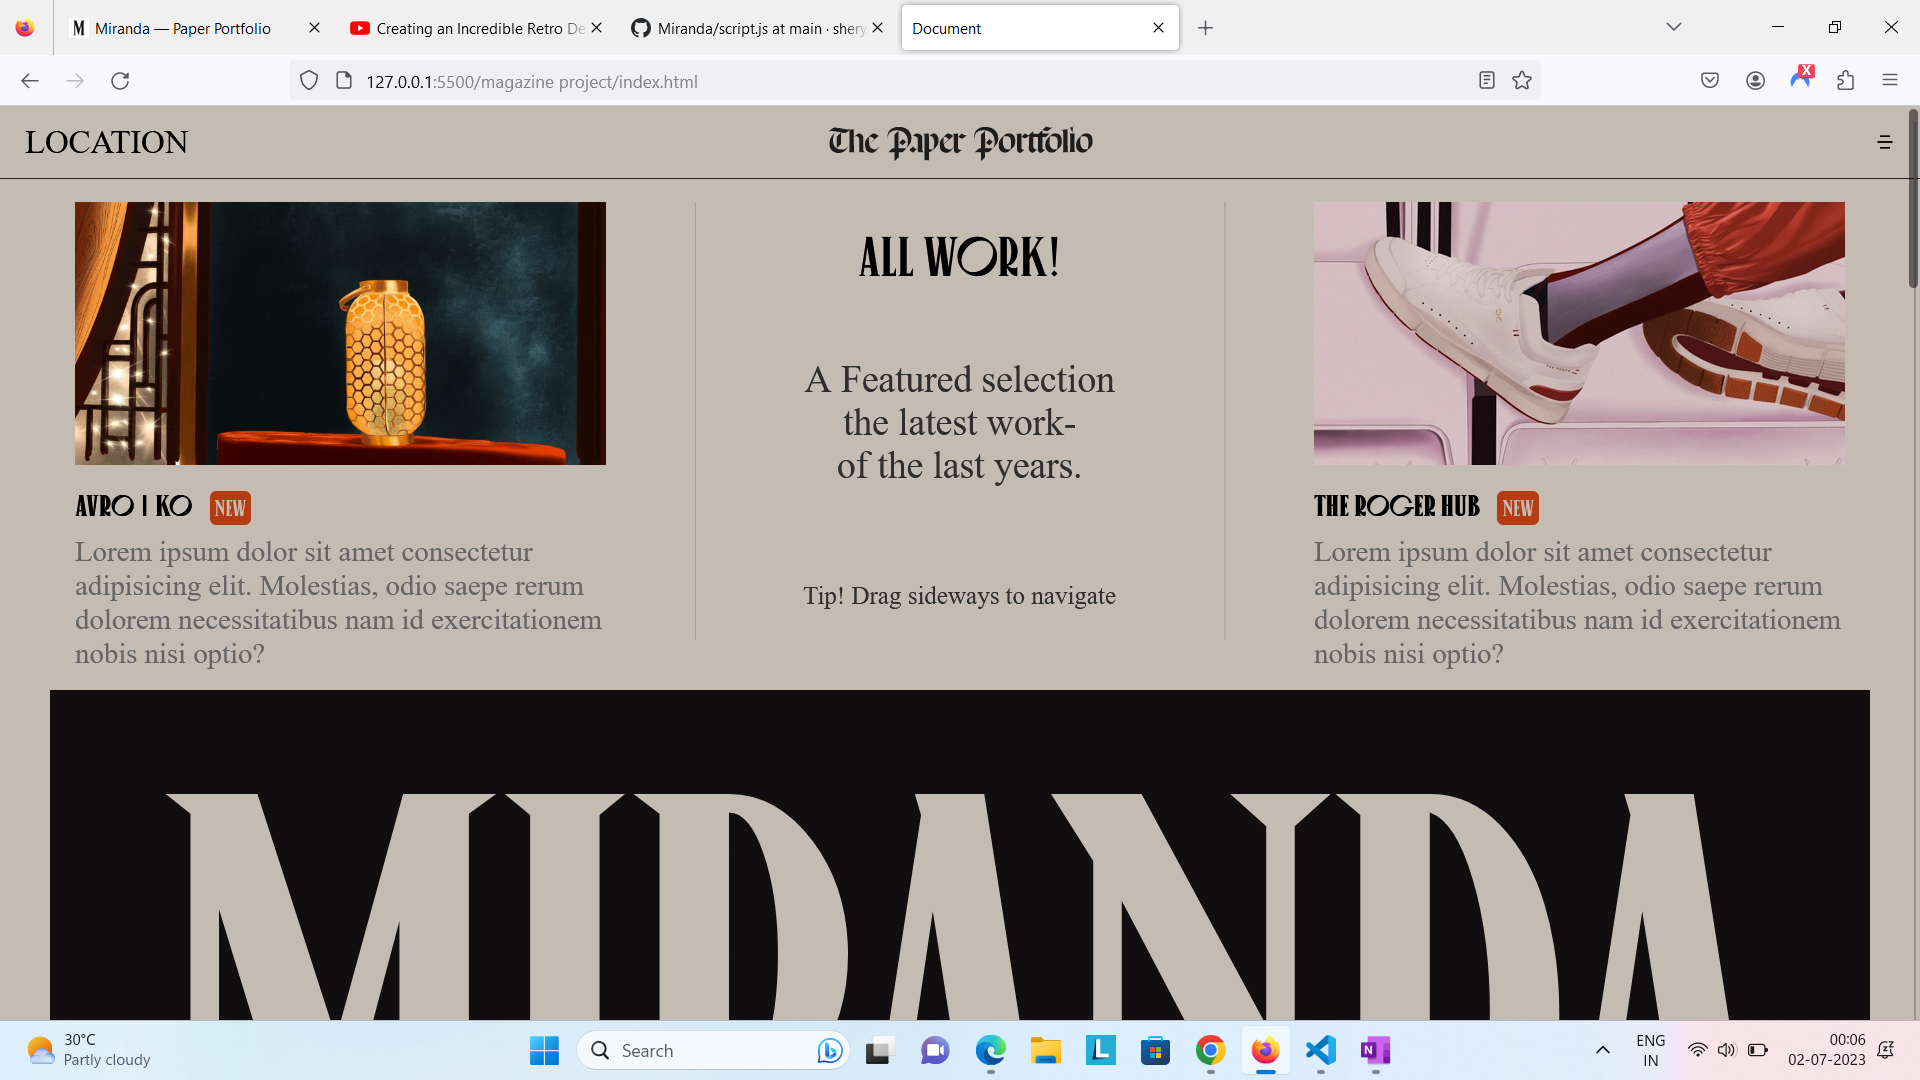 Miranda — Paper Portfolio
Creating an Incredible Retro De
Miranda/script.js at main · shery
Document
127.0.0.1:5500/magazine project/index.html
X
LOCATION
The Paper Portfolio
ALL WORK!
A Featured selection
the latest work-
of the last years.
Tip! Drag sideways to navigate
AVRO | KO NEW
Lorem ipsum dolor sit amet consectetur
adipisicing elit. Molestias, odio saepe rerum
dolorem necessitatibus nam id exercitationem
nobis nisi optio?
THE ROGER HUB NEW
Lorem ipsum dolor sit amet consectetur
adipisicing elit. Molestias, odio saepe rerum
dolorem necessitatibus nam id exercitationem
nobis nisi optio?
MIRANDA
30°C
Partly cloudy
Search
ENG
IN
00:06
02-07-2023